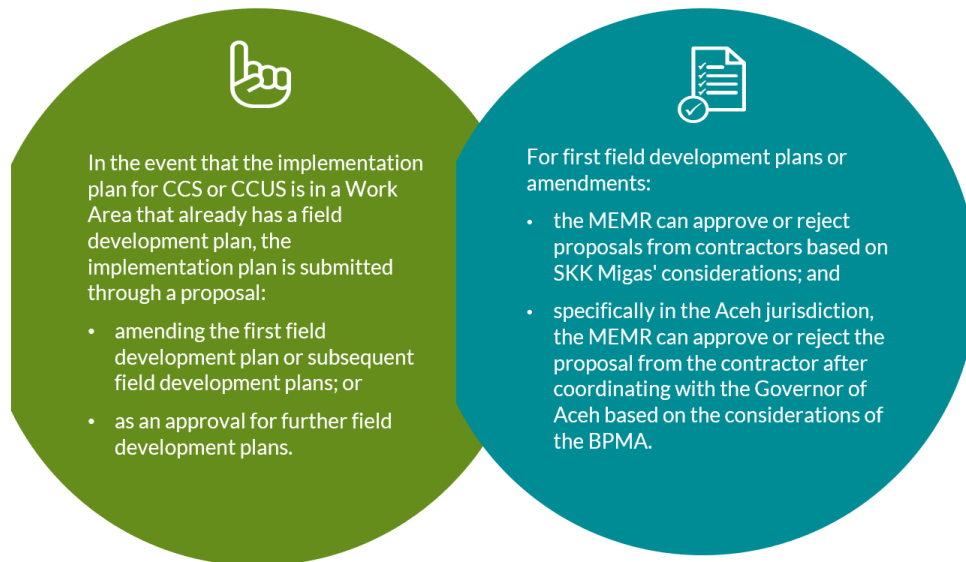 In the event that the implementation
plan for CCS or CCUS is in a Work
Area that already has a field
development plan, the
implementation plan is submitted
through a proposal:
• amending the first field
development plan or subsequent
field development plans; or
• as an approval for further field
development plans.
For first field development plans or
amendments:
• the MEMR can approve or reject
proposals from contractors based on
SKK Migas' considerations; and
• specifically in the Aceh jurisdiction,
the MEMR can approve or reject the
proposal from the contractor after
coordinating with the Governor of
Aceh based on the considerations of
the BPMA.